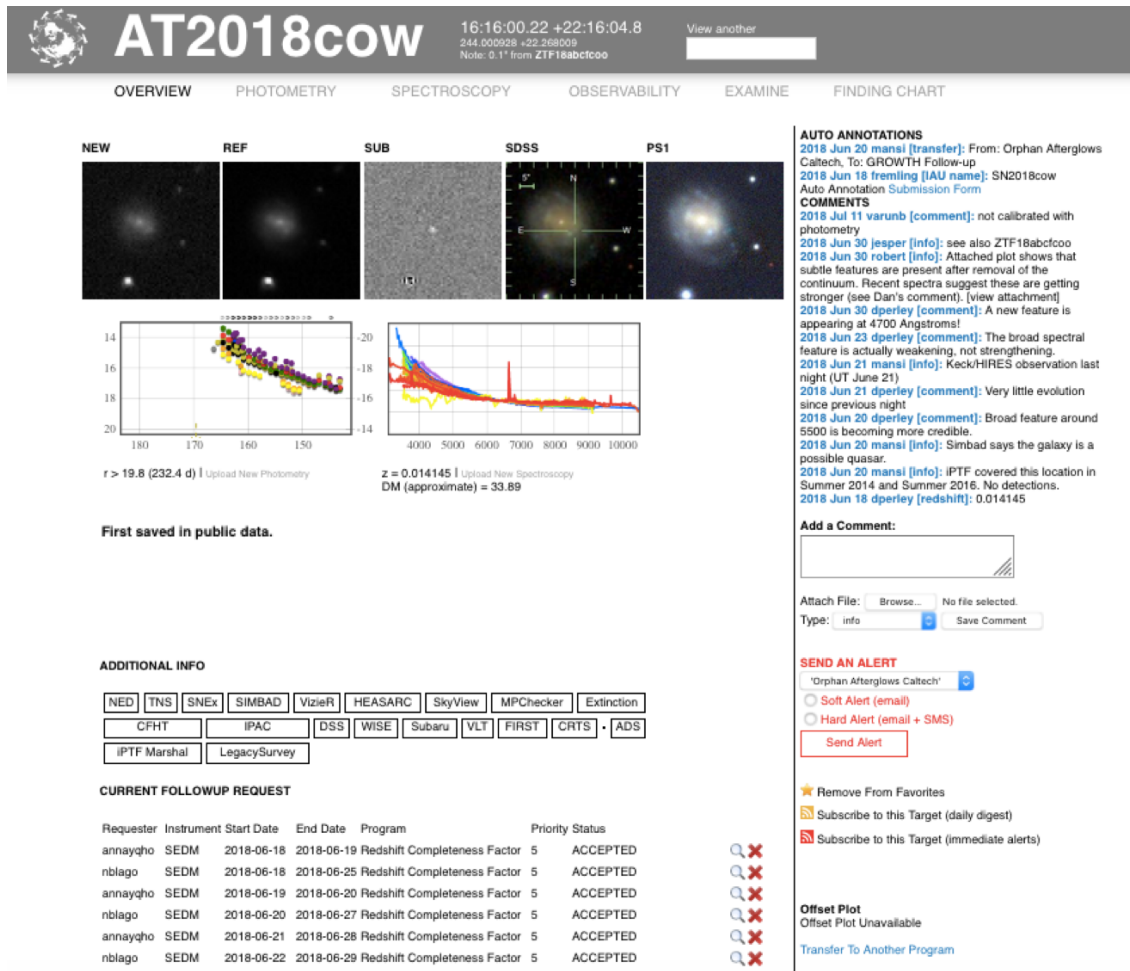 AT2018cow
16:16:00.22 +22:16:04.8
244.000928 +22.268009
Note: 0.1" from ZTF18abcfcoo
View another
OVERVIEW PHOTOMETRY SPECTROSCOPY OBSERVABILITY EXAMINE FINDING CHART
NEW REF SUB SDSS PS1
5"
N
E W
S
14 -20
16 -18
18 -16
20 -14
180 170 160 150
4000 5000 6000 7000 8000 9000 10000
r > 19.8 (232.4 d) | Upload New Photometry
z = 0.014145 | Upload New Spectroscopy
DM (approximate) = 33.89
First saved in public data.
ADDITIONAL INFO
NED TNS SNEx SIMBAD VizieR HEASARC SkyView MPChecker Extinction
CFHT IPAC DSS WISE Subaru VLT FIRST CRTS • ADS
iPTF Marshal LegacySurvey
CURRENT FOLLOWUP REQUEST
Requester Instrument Start Date End Date Program Priority Status
annayqho SEDM 2018-06-18 2018-06-19 Redshift Completeness Factor 5 ACCEPTED
nblago SEDM 2018-06-18 2018-06-25 Redshift Completeness Factor 5 ACCEPTED
annayqho SEDM 2018-06-19 2018-06-20 Redshift Completeness Factor 5 ACCEPTED
nblago SEDM 2018-06-20 2018-06-27 Redshift Completeness Factor 5 ACCEPTED
annayqho SEDM 2018-06-21 2018-06-28 Redshift Completeness Factor 5 ACCEPTED
nblago SEDM 2018-06-22 2018-06-29 Redshift Completeness Factor 5 ACCEPTED
AUTO ANNOTATIONS
2018 Jun 20 mansi [transfer]: From: Orphan Afterglows
Caltech, To: GROWTH Follow-up
2018 Jun 18 fremling [IAU name]: SN2018cow
Auto Annotation Submission Form
COMMENTS
2018 Jul 11 varunb [comment]: not calibrated with
photometry
2018 Jun 30 jesper [info]: see also ZTF18abcfcoo
2018 Jun 30 robert [info]: Attached plot shows that
subtle features are present after removal of the
continuum. Recent spectra suggest these are getting
stronger (see Dan's comment). [view attachment]
2018 Jun 30 dperley [comment]: A new feature is
appearing at 4700 Angstroms!
2018 Jun 23 dperley [comment]: The broad spectral
feature is actually weakening, not strengthening.
2018 Jun 21 mansi [info]: Keck/HIRES observation last
night (UT June 21)
2018 Jun 21 dperley [comment]: Very little evolution
since previous night
2018 Jun 20 dperley [comment]: Broad feature around
5500 is becoming more credible.
2018 Jun 20 mansi [info]: Simbad says the galaxy is a
possible quasar.
2018 Jun 20 mansi [info]: iPTF covered this location in
Summer 2014 and Summer 2016. No detections.
2018 Jun 18 dperley [redshift]: 0.014145
Add a Comment:
Attach File: Browse... No file selected.
Type: info Save Comment
SEND AN ALERT
'Orphan Afterglows Caltech'
Soft Alert (email)
Hard Alert (email + SMS)
Send Alert
Remove From Favorites
Subscribe to this Target (daily digest)
Subscribe to this Target (immediate alerts)
Offset Plot
Offset Plot Unavailable
Transfer To Another Program